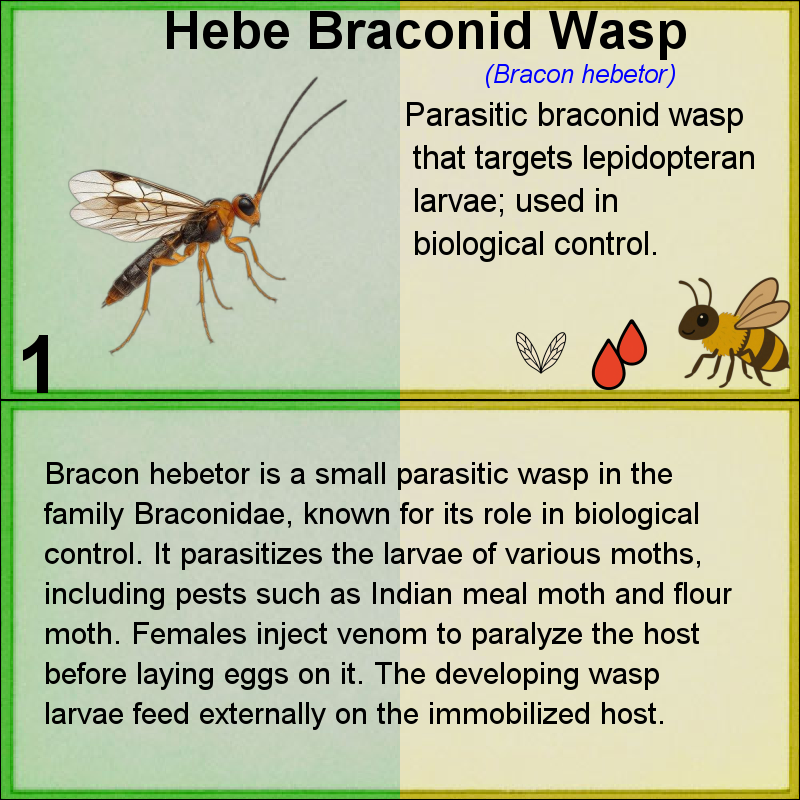 Hebe Braconid Wasp
(Bracon hebetor)
Parasitic braconid wasp
that targets lepidopteran
larvae; used in
biological control.
1
Bracon hebetor is a small parasitic wasp in the
family Braconidae, known for its role in biological
control. It parasitizes the larvae of various moths,
including pests such as Indian meal moth and flour
moth. Females inject venom to paralyze the host
before laying eggs on it. The developing wasp
larvae feed externally on the immobilized host.